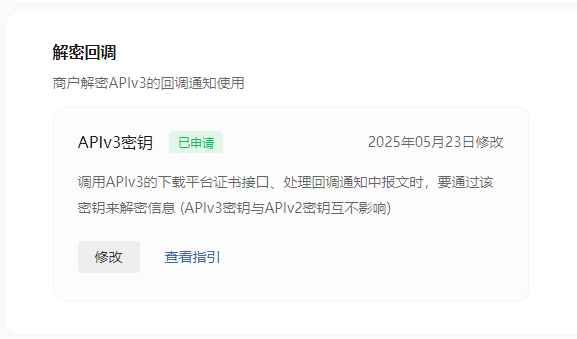 解密回调
商户解密APIv3的回调通知使用
APIv3密钥 已申请 2025年05月23日修改
调用APIv3的下载平台证书接口、处理回调通知中报文时，要通过该
密钥来解密信息 (APIv3密钥与APIv2密钥互不影响)
修改 查看指引